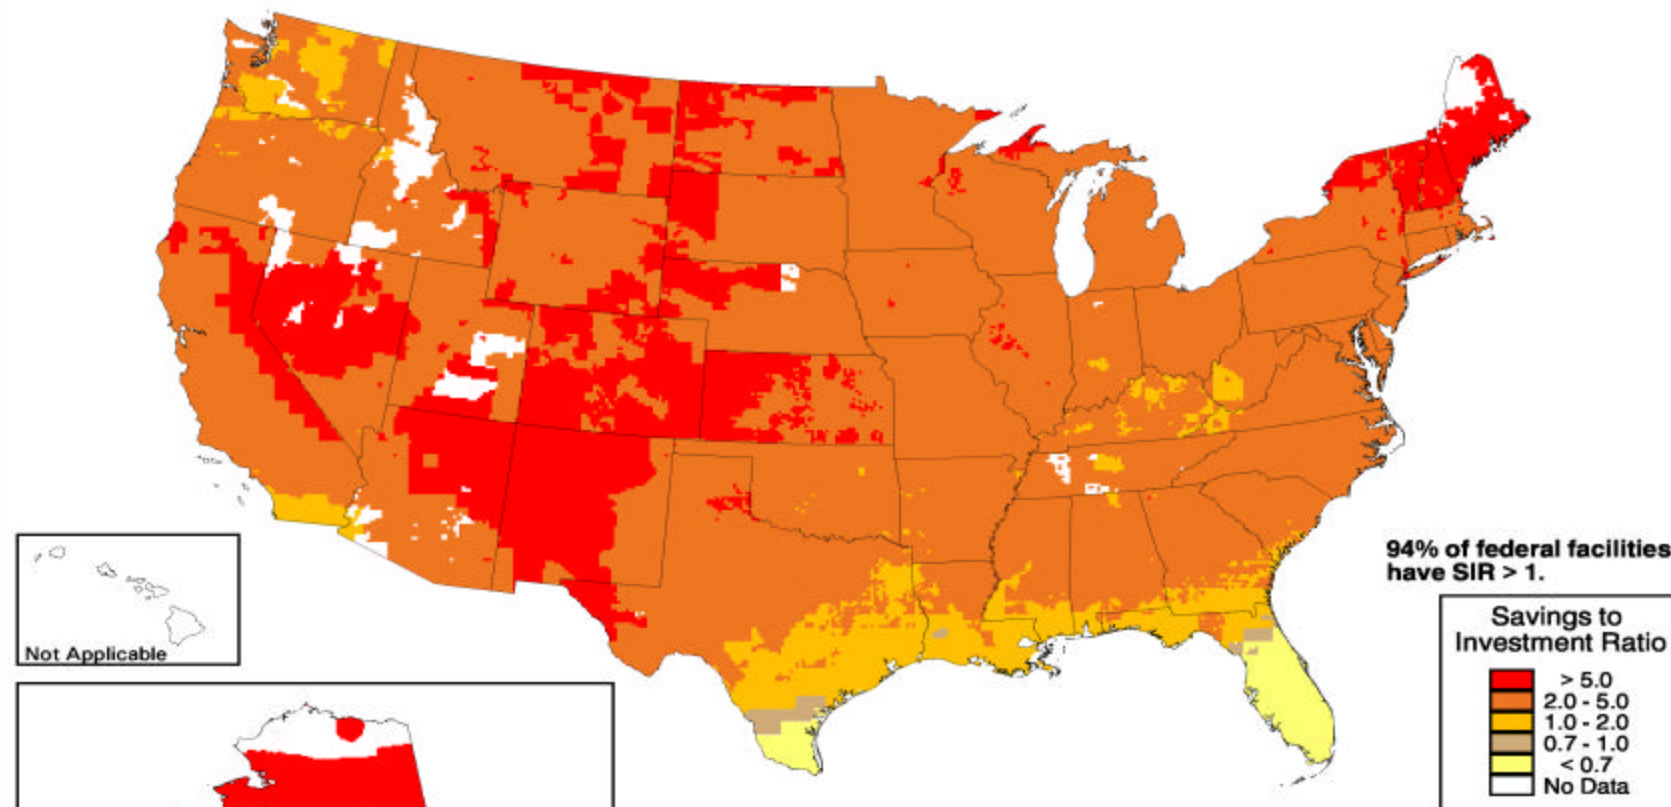 94% of federal facilities
have SIR > 1.
Not Applicable
Savings to
Investment Ratio
> 5.0
2.0 - 5.0
1.0 - 2.0
0.7 - 1.0
< 0.7
No Data